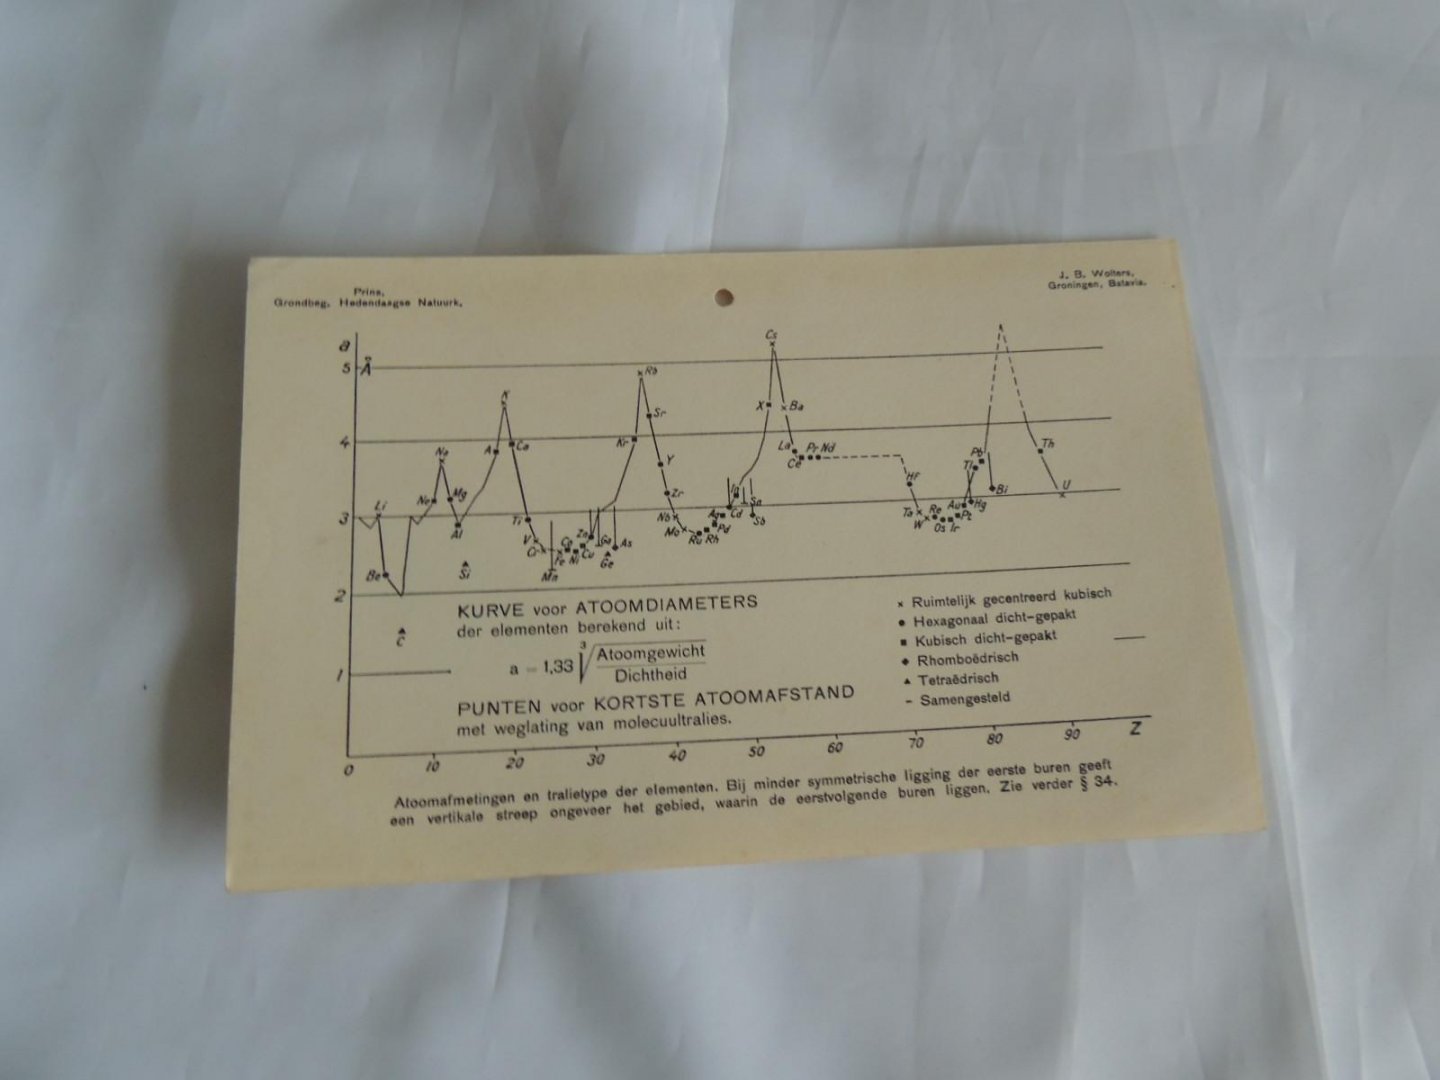 Prins,
Grondbeg. Hedendaagse Natuurk.
J. B. Wolters,
Groningen, Batavia.
a
5 Å
4
3
2
1
Cs
Rb
K
X Ba
Sr
Kr
A Ca
La
Pr Nd
Ce
Th
Na
Y
Pb
Tl
Hf
Ne Mg
Zr
In
Bi
U
Li
Cd
Sn
Sb
Au Hg
Al
Ti
Nb
Ag
Pd
Ta
W
Re
Os
Ir
Pt
V
Cr
Mo
Ru Rh
Zn
Ga
As
Co
Fe
Ni
Cu
Ge
Be
Si
Mn
C
KURVE voor ATOOMDIAMETERS
der elementen berekend uit:
a = 1,33 3√ Atoomgewicht
Dichtheid
PUNTEN voor KORTSTE ATOOMAFSTAND
met weglating van molecuultralies.
× Ruimtelijk gecentreerd kubisch
● Hexagonaal dicht-gepakt
■ Kubisch dicht-gepakt
◆ Rhomboëdrisch
▲ Tetraëdrisch
– Samengesteld
0 10 20 30 40 50 60 70 80 90 Z
Atoomafmetingen en tralietype der elementen. Bij minder symmetrische ligging der eerste buren geeft
een vertikale streep ongeveer het gebied, waarin de eerstvolgende buren liggen. Zie verder § 34.